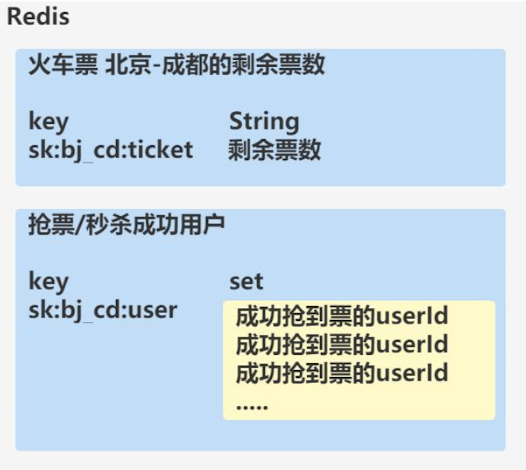 Redis
火车票 北京-成都的剩余票数
key String
sk:bj_cd:ticket 剩余票数
抢票/秒杀成功用户
key set
sk:bj_cd:user
成功抢到票的userId
成功抢到票的userId
成功抢到票的userId
.....